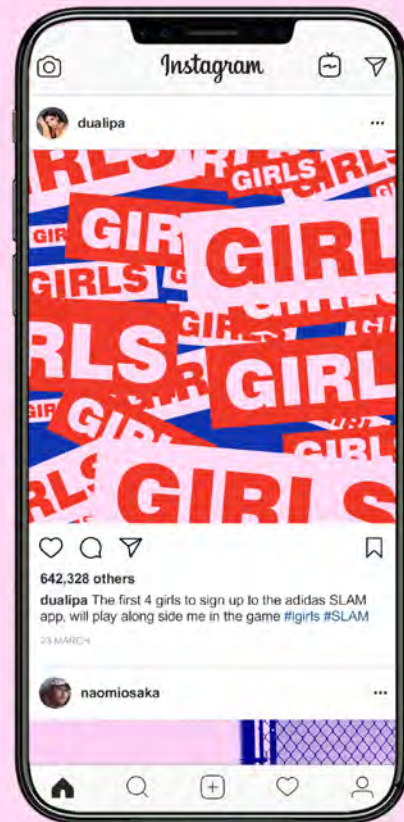 Instagram
dualipa
GIRLS
GIRLS
GIRLS
GIRLS
GIRLS
642,328 others
dualipa The first 4 girls to sign up to the adidas SLAM
app, will play along side me in the game #lgirls #SLAM
23 MARCH
naomiosaka